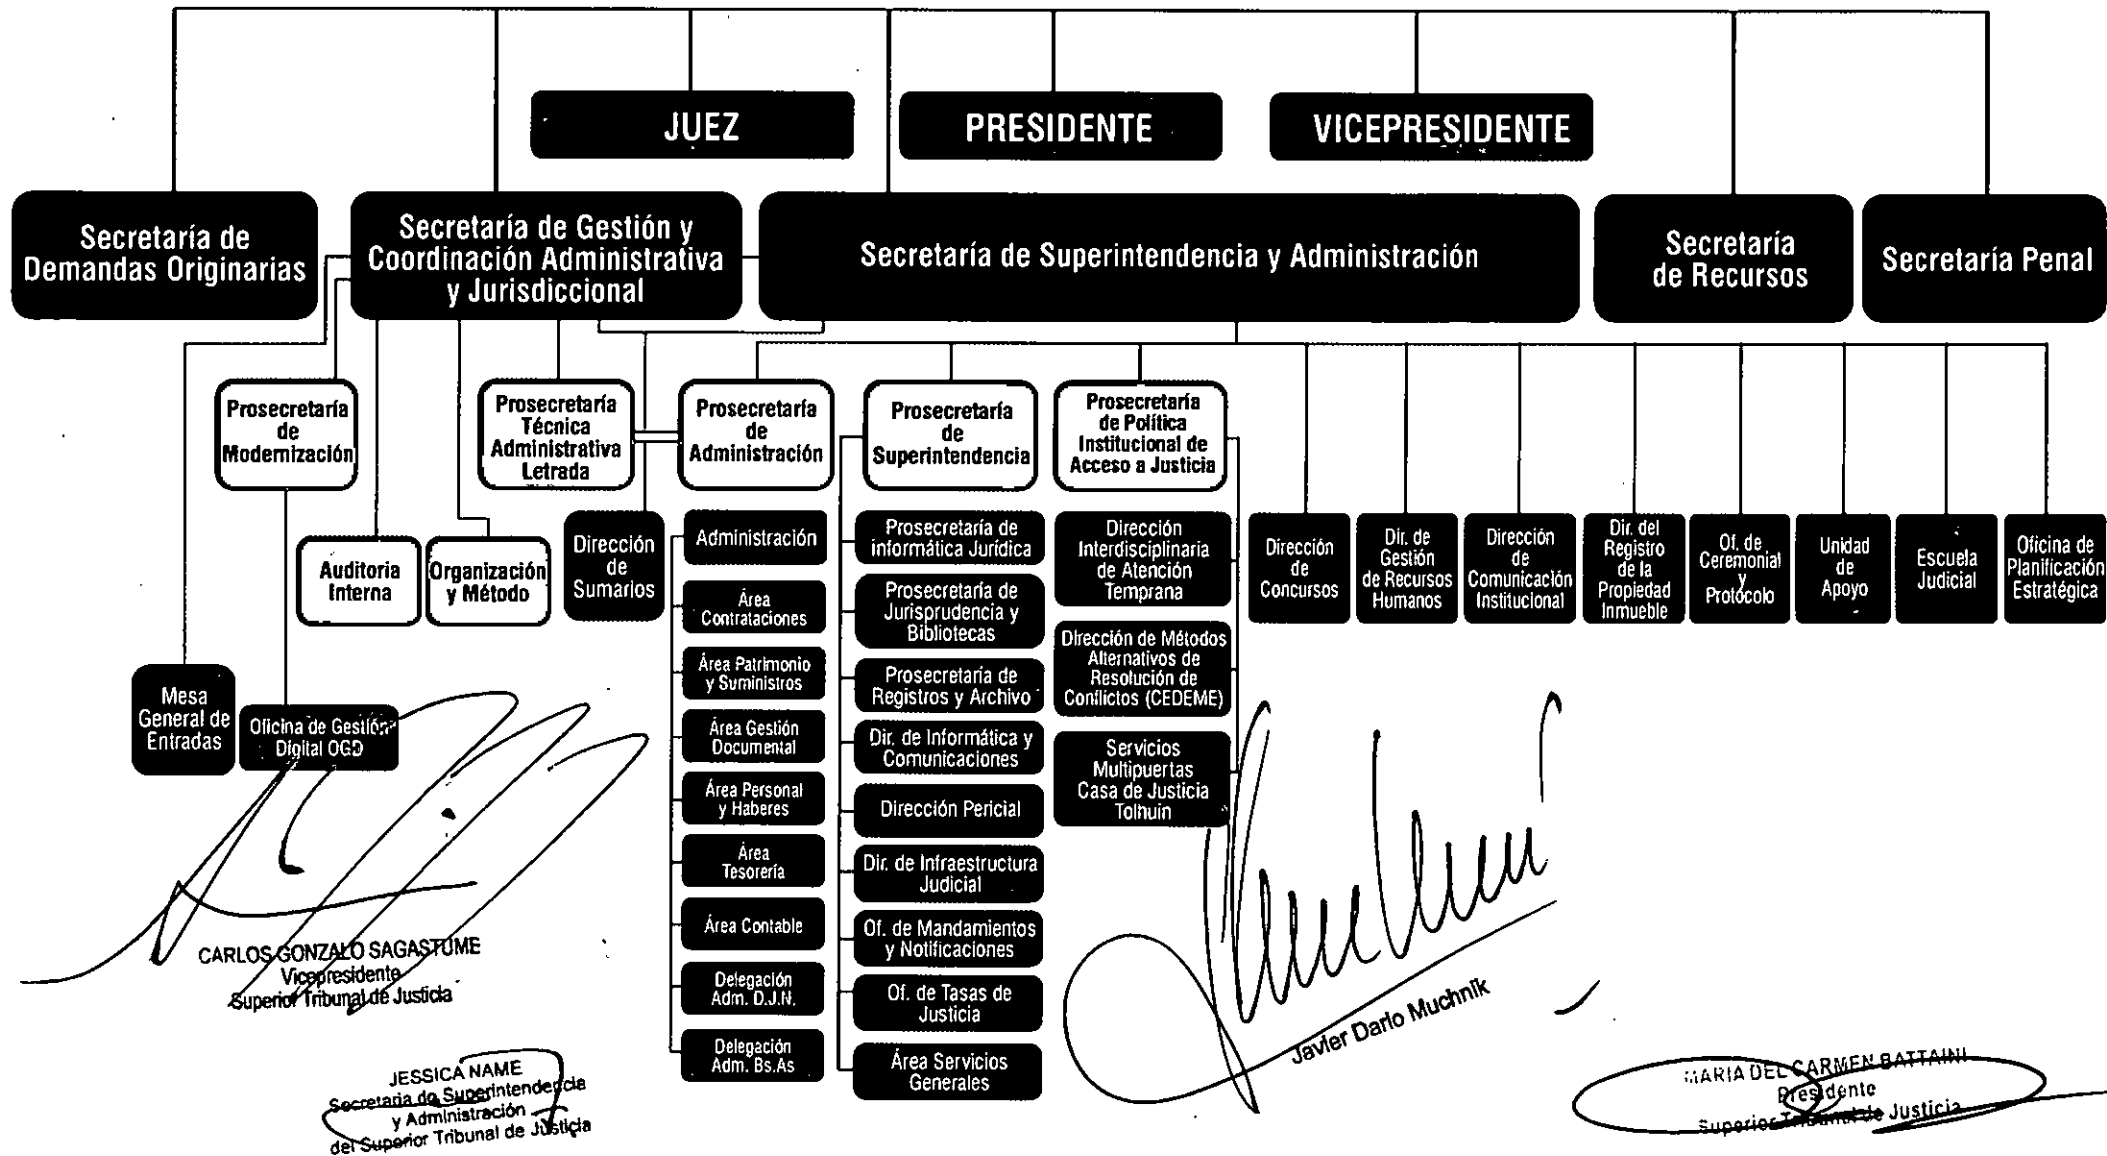 JUEZ
PRESIDENTE
VICEPRESIDENTE
Secretaría de
Demandas Originarias
Secretaría de Gestión y
Coordinación Administrativa
y Jurisdiccional
Secretaría de Superintendencia y Administración
Secretaría
de Recursos
Secretaría Penal
Prosecretaría
de
Modernización
Prosecretaría
Técnica
Administrativa
Letrada
Prosecretaría
de
Administración
Prosecretaría
de
Superintendencia
Prosecretaría
de Política
Institucional de
Acceso a Justicia
Auditoria
Interna
Organización
y Método
Dirección
de
Sumarios
Mesa
General de
Entradas
Oficina de Gestión
Digital OGD
Administración
Área
Contrataciones
Área Patrimonio
y Suministros
Área Gestión
Documental
Área Personal
y Haberes
Área
Tesorería
Área Contable
Delegación
Adm. D.J.N.
Delegación
Adm. Bs.As
Prosecretaría de
informática Jurídica
Prosecretaría de
Jurisprudencia y
Bibliotecas
Prosecretaría de
Registros y Archivo
Dir. de Informática y
Comunicaciones
Dirección Pericial
Dir. de Infraestructura
Judicial
Of. de Mandamientos
y Notificaciones
Of. de Tasas de
Justicia
Área Servicios
Generales
Dirección
Interdisciplinaria
de Atención
Temprana
Dirección de Métodos
Alternativos de
Resolución de
Conflictos (CEDEME)
Servicios
Multipuertas
Casa de Justicia
Tolhuin
Dirección
de
Concursos
Dir. de
Gestión
de Recursos
Humanos
Dirección
de
Comunicación
Institucional
Dir. del
Registro
de la
Propiedad
Inmueble
Of. de
Ceremonial
y
Protocolo
Unidad
de
Apoyo
Escuela
Judicial
Oficina de
Planificación
Estratégica
CARLOS GONZALO SAGASTUME
Vicepresidente
Superior Tribunal de Justicia
JESSICA NAME
Secretaria de Superintendencia
y Administración
del Superior Tribunal de Justicia
Javier Darío Muchnik
MARIA DEL CARMEN BATTAINI
Presidente
Superior Tribunal de Justicia